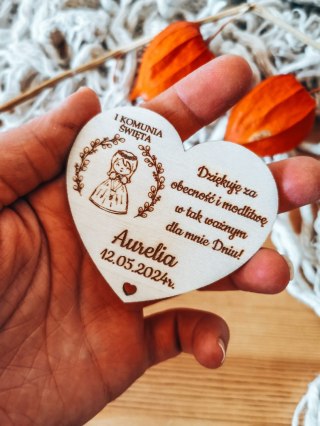 I KOMUNIA
ŚWIĘTA
Dziękuję za
obecność i modlitwę
w tak ważnym
dla mnie Dniu!
Aurelia
12.05.2024r.